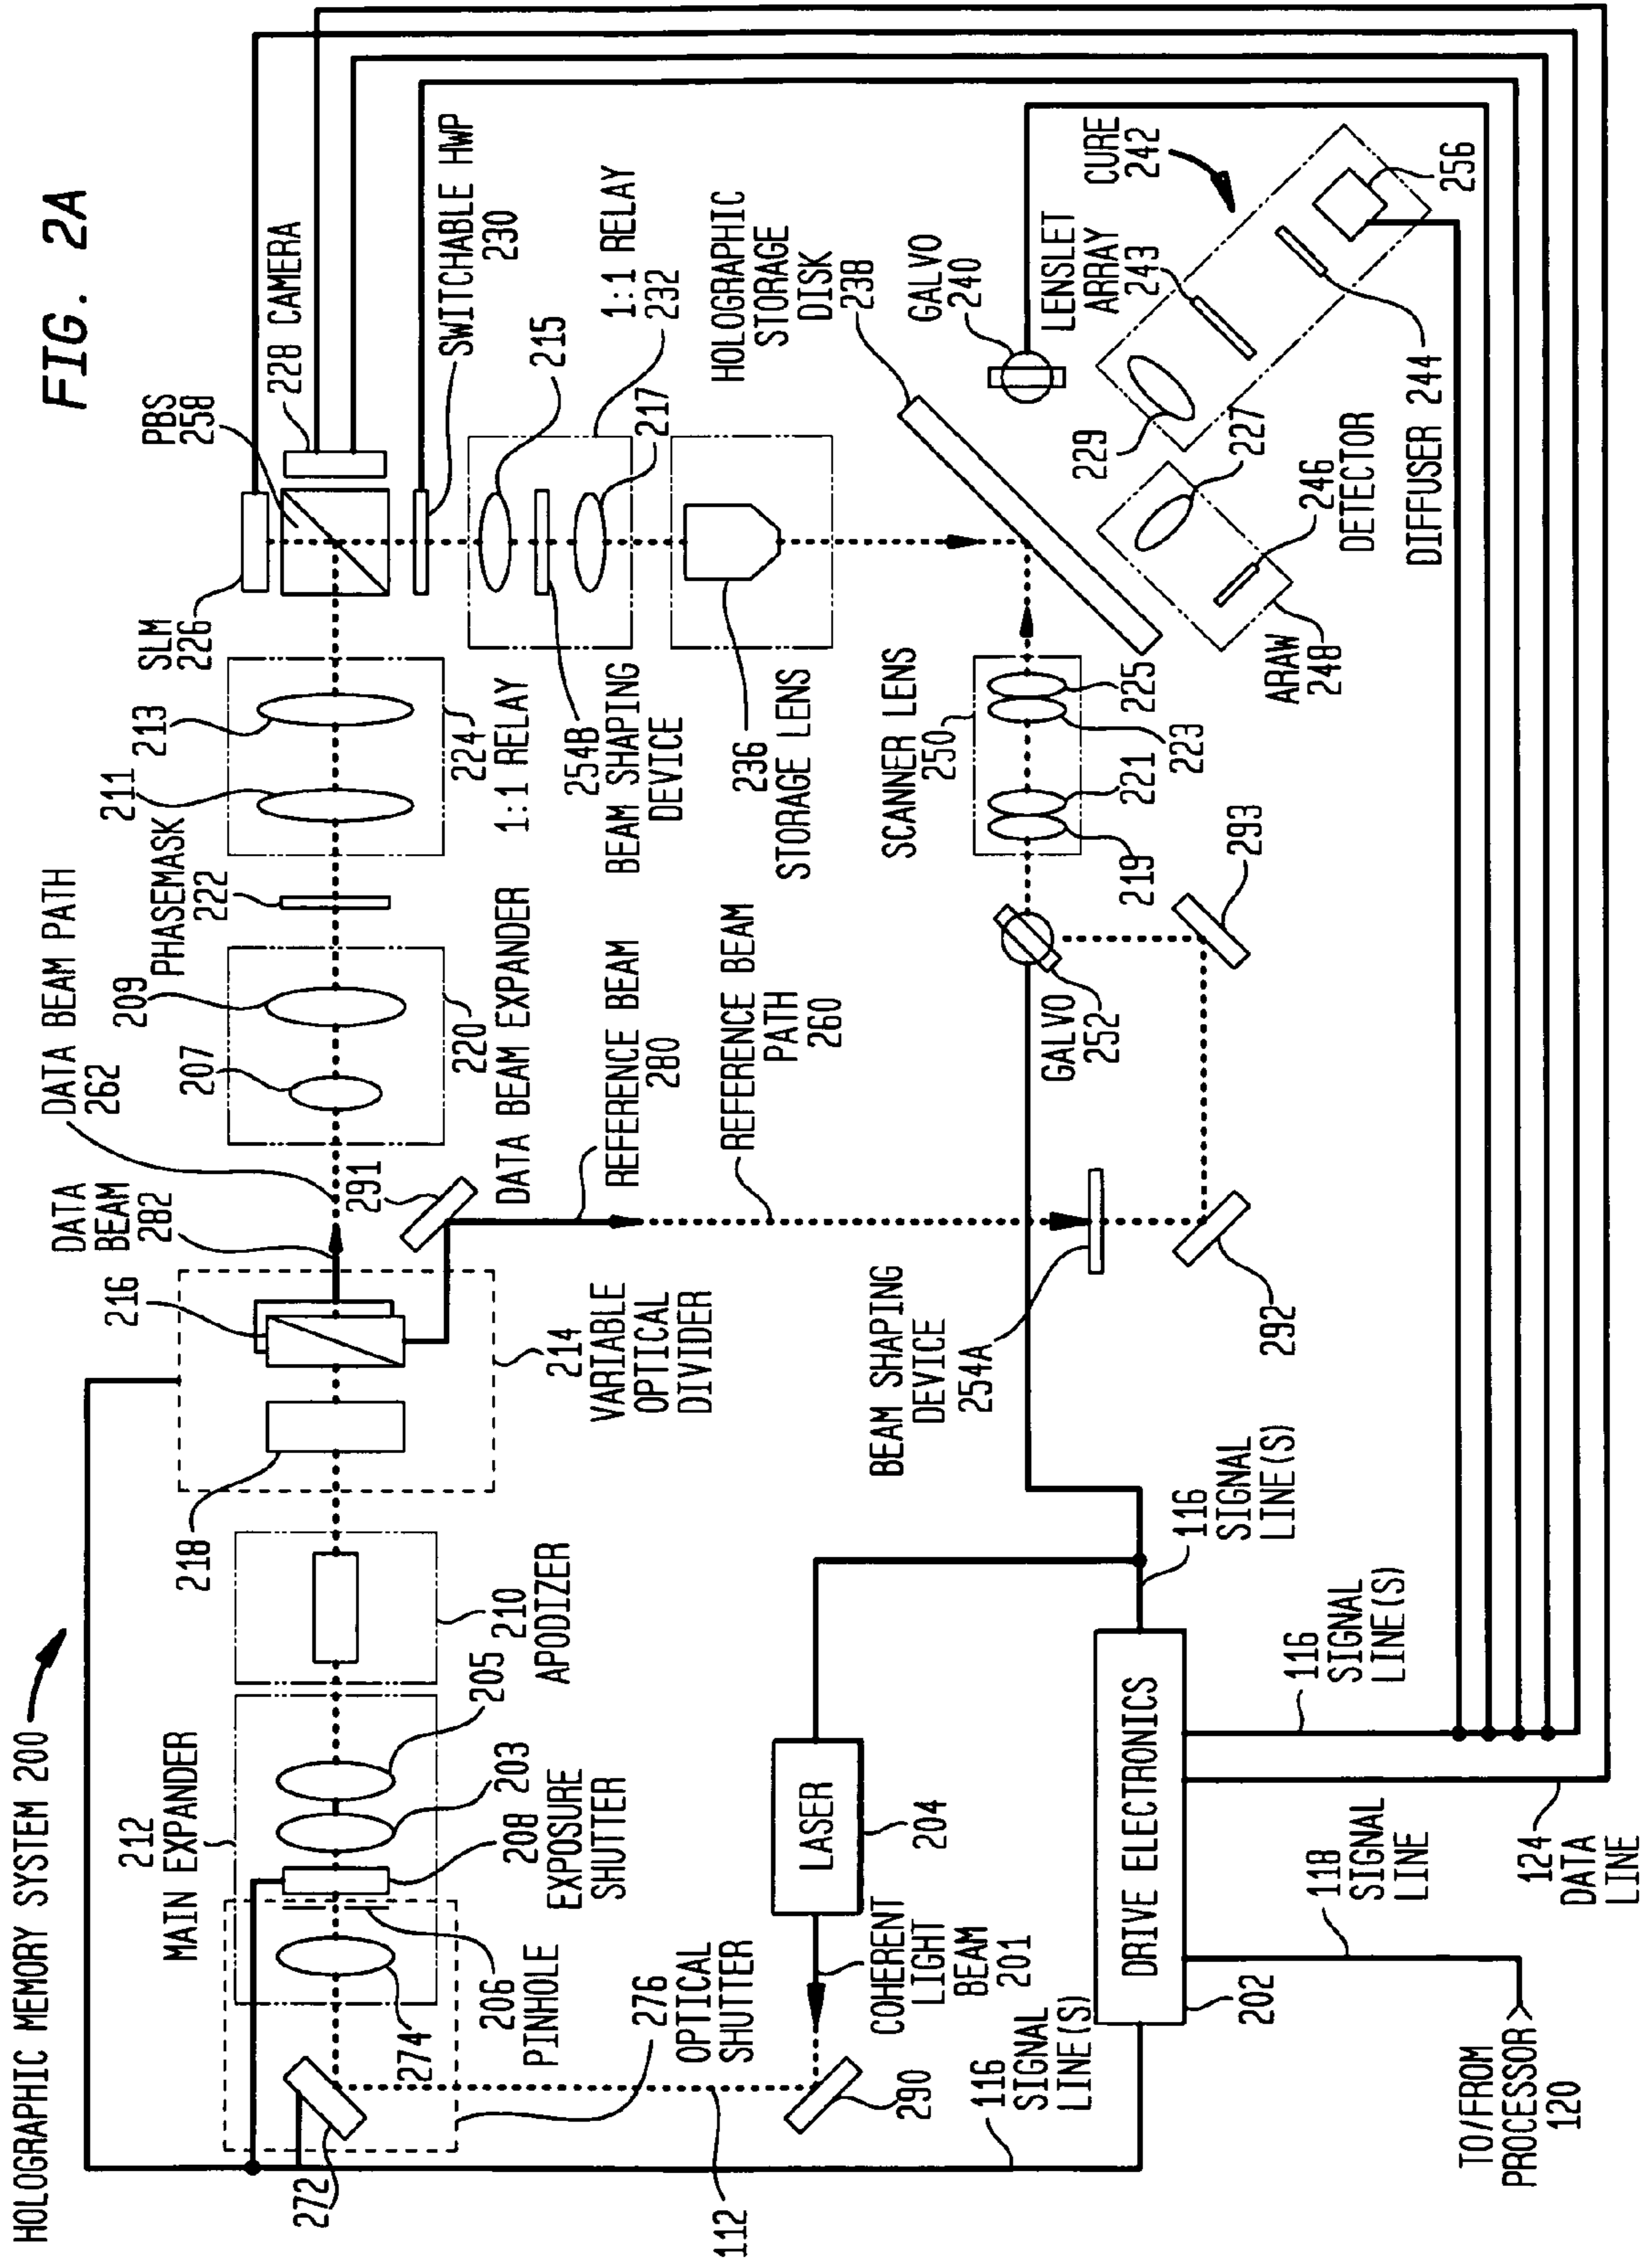 FIG. 2A
HOLOGRAPHIC MEMORY SYSTEM 200
212
MAIN EXPANDER
272
274
206
PINHOLE
276
OPTICAL
SHUTTER
208
EXPOSURE
SHUTTER
203
205
210
APODIZER
218
216
214
VARIABLE
OPTICAL
DIVIDER
DATA
BEAM
282
DATA BEAM PATH
262
291
207
209
220
DATA BEAM EXPANDER
PHASEMASK
222
211
213
224
1:1 RELAY
SLM
226
PBS
258
228 CAMERA
SWITCHABLE HWP
230
215
254B
BEAM SHAPING
DEVICE
217
1:1 RELAY
232
236
STORAGE LENS
HOLOGRAPHIC
STORAGE
DISK
238
REFERENCE BEAM
280
REFERENCE BEAM
PATH
260
BEAM SHAPING
DEVICE
254A
292
293
GALVO
252
SCANNER LENS
250
219
221
223
225
GALVO
240
LENSLET
ARRAY
243
CURE
242
229
227
246
DETECTOR
DIFFUSER 244
256
ARAW
248
112
290
COHERENT
LIGHT
BEAM
201
LASER
204
116
SIGNAL
LINE(S)
DRIVE ELECTRONICS
202
116
SIGNAL
LINE(S)
116
SIGNAL
LINE(S)
118
SIGNAL
LINE
124
DATA
LINE
TO/FROM
PROCESSOR
120